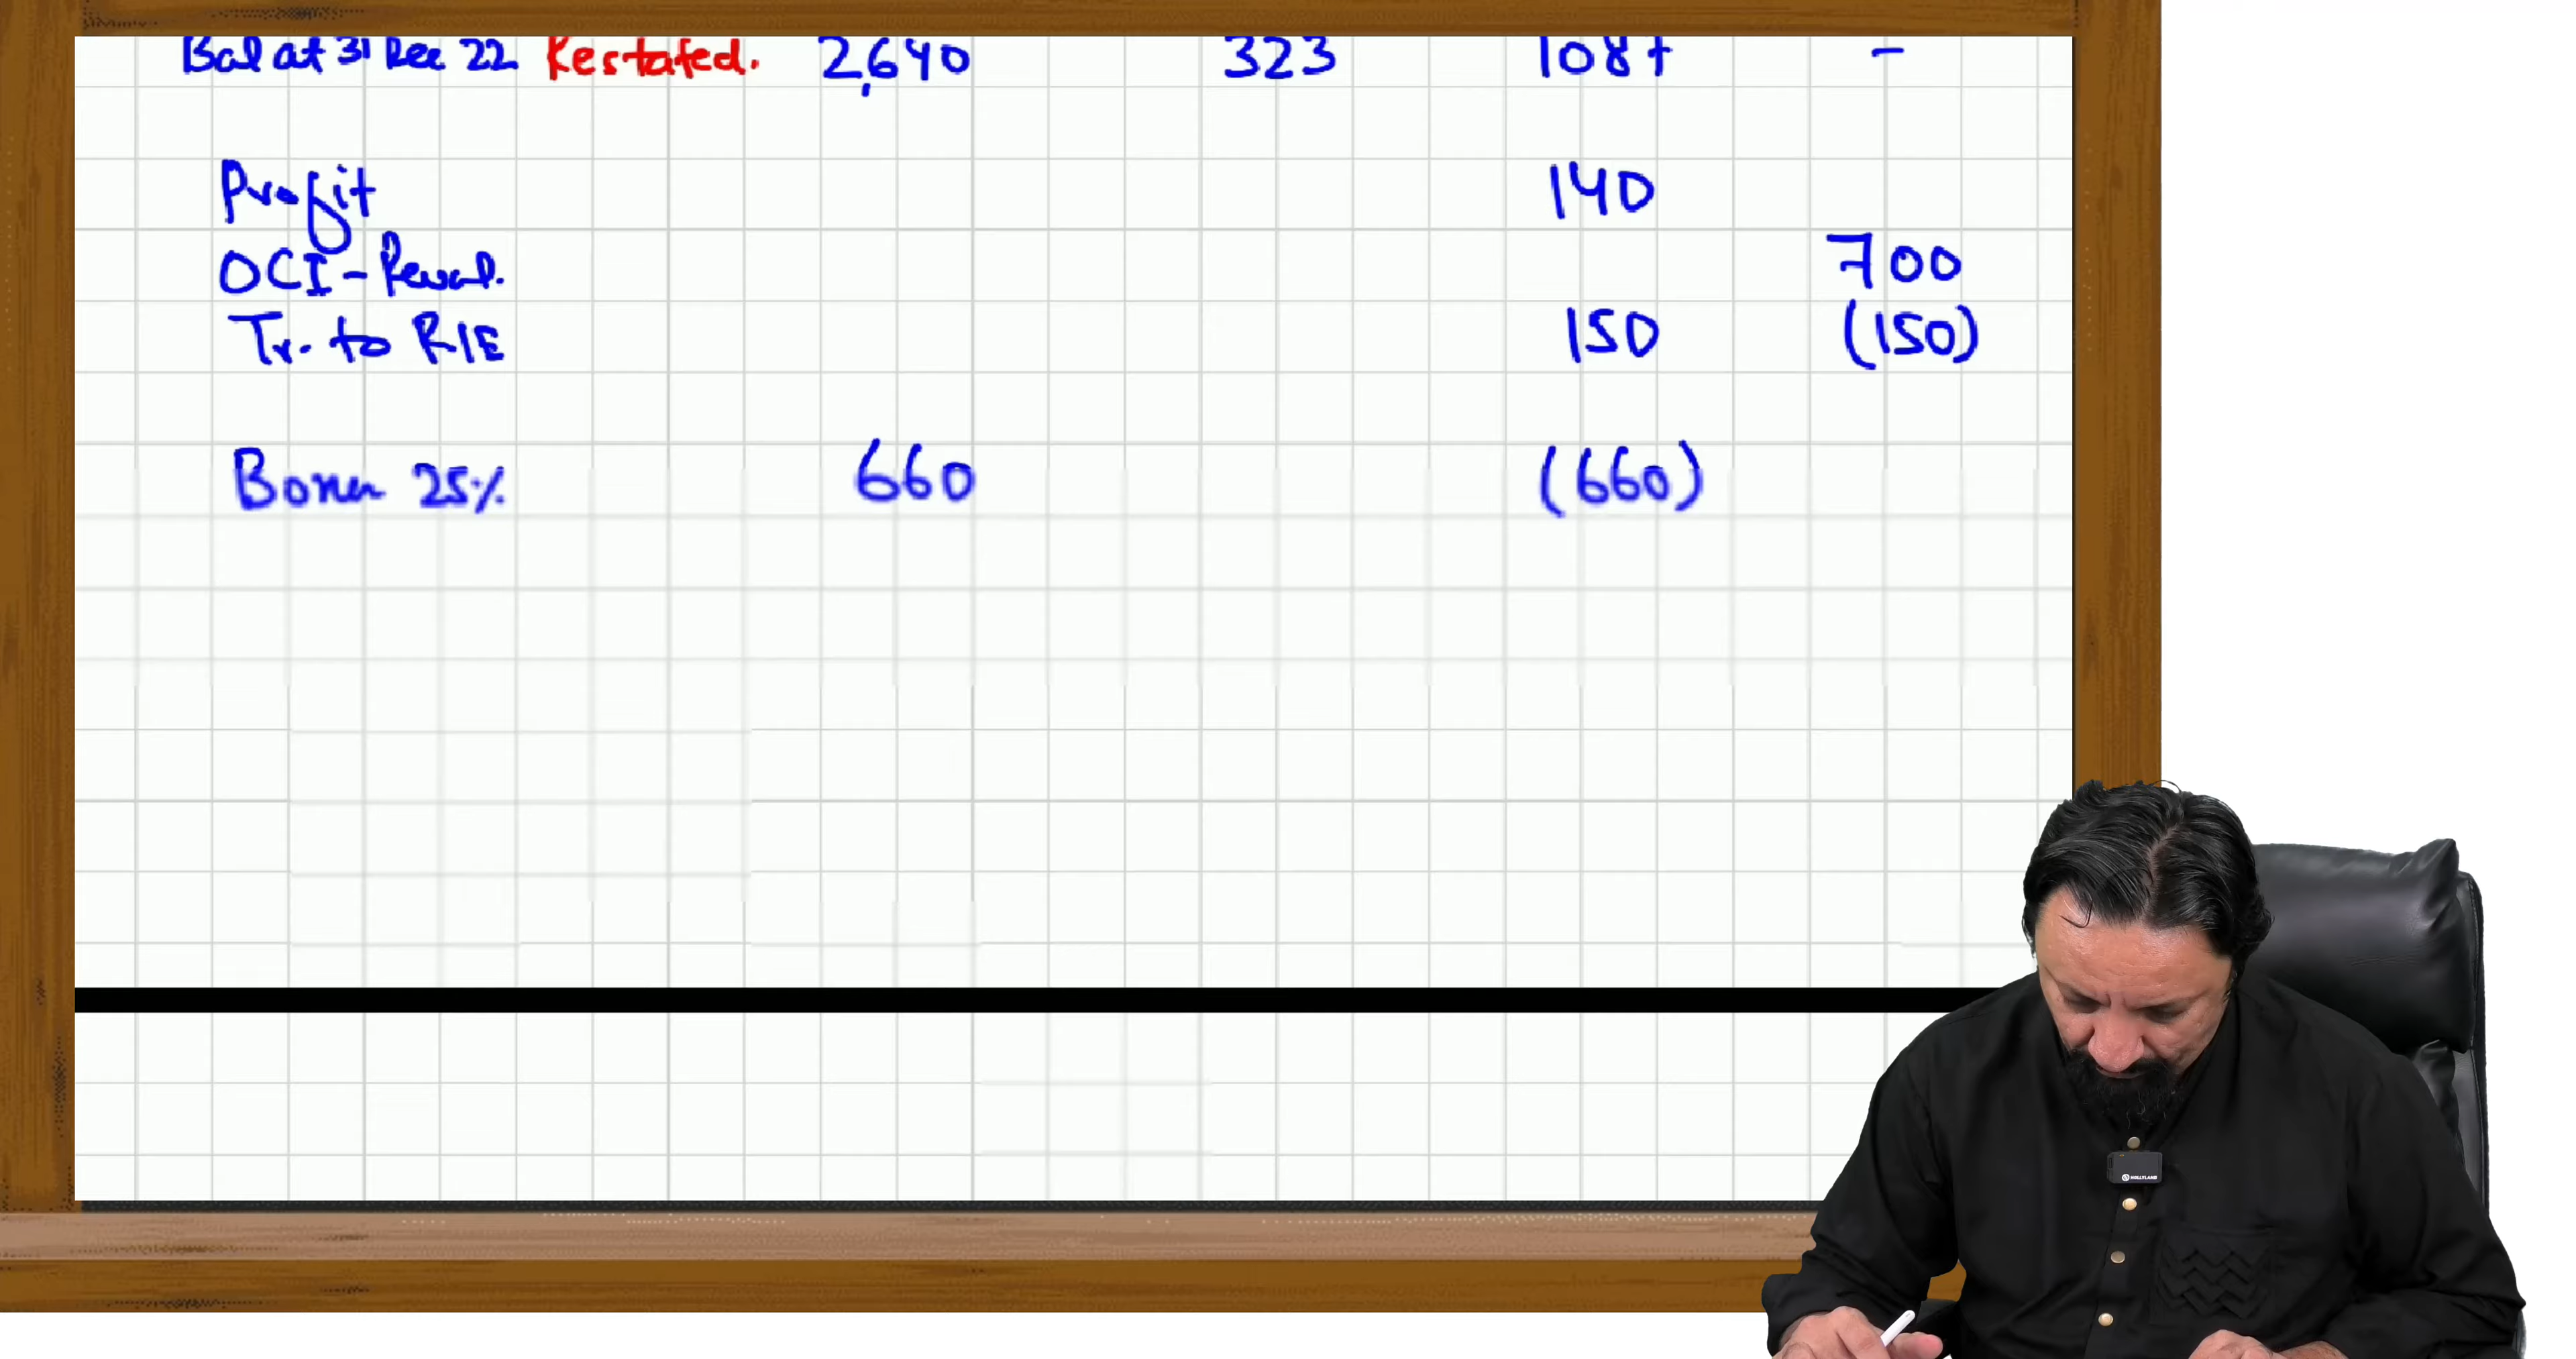 Bal at 31 Dec 22 Restated. 2,640 323 1087 -
Profit 140
OCI - Reval. 700
Tr. to R/E 150 (150)
Bonus 25% 660 (660)
HOLLYLAND